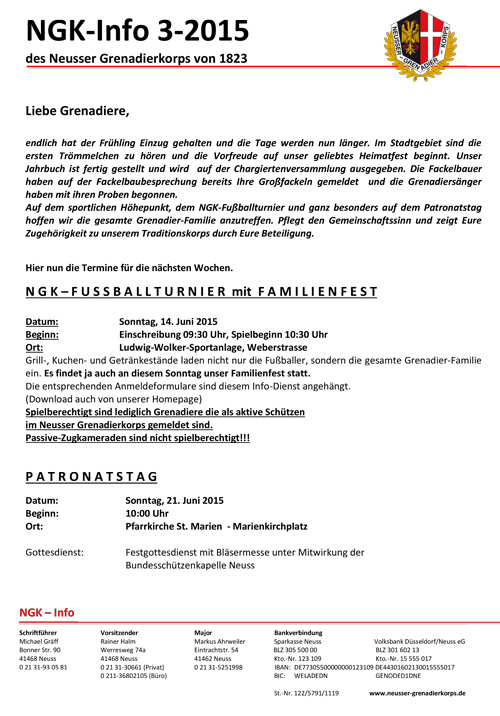 NGK-Info 3-2015
des Neusser Grenadierkorps von 1823
NEUSSER
GRENADIER
KORPS
Liebe Grenadiere,
endlich hat der Frühling Einzug gehalten und die Tage werden nun länger. Im Stadtgebiet sind die
ersten Trömmelchen zu hören und die Vorfreude auf unser geliebtes Heimatfest beginnt. Unser
Jahrbuch ist fertig gestellt und wird auf der Chargiertenversammlung ausgegeben. Die Fackelbauer
haben auf der Fackelbaubesprechung bereits Ihre Großfackeln gemeldet und die Grenadiersänger
haben mit ihren Proben begonnen.
Auf dem sportlichen Höhepunkt, dem NGK-Fußballturnier und ganz besonders auf dem Patronatstag
hoffen wir die gesamte Grenadier-Familie anzutreffen. Pflegt den Gemeinschaftssinn und zeigt Eure
Zugehörigkeit zu unserem Traditionskorps durch Eure Beteiligung.
Hier nun die Termine für die nächsten Wochen.
N G K – F U S S B A L L T U R N I E R mit F A M I L I E N F E S T
Datum: Sonntag, 14. Juni 2015
Beginn: Einschreibung 09:30 Uhr, Spielbeginn 10:30 Uhr
Ort: Ludwig-Wolker-Sportanlage, Weberstrasse
Grill-, Kuchen- und Getränkestände laden nicht nur die Fußballer, sondern die gesamte Grenadier-Familie
ein. Es findet ja auch an diesem Sonntag unser Familienfest statt.
Die entsprechenden Anmeldeformulare sind diesem Info-Dienst angehängt.
(Download auch von unserer Homepage)
Spielberechtigt sind lediglich Grenadiere die als aktive Schützen
im Neusser Grenadierkorps gemeldet sind.
Passive-Zugkameraden sind nicht spielberechtigt!!!
P A T R O N A T S T A G
Datum: Sonntag, 21. Juni 2015
Beginn: 10:00 Uhr
Ort: Pfarrkirche St. Marien - Marienkirchplatz
Gottesdienst: Festgottesdienst mit Bläsermesse unter Mitwirkung der
Bundesschützenkapelle Neuss
NGK – Info
Schriftführer Vorsitzender Major Bankverbindung
Michael Gräff Rainer Halm Markus Ahrweiler Sparkasse Neuss Volksbank Düsseldorf/Neuss eG
Bonner Str. 90 Werresweg 74a Eintrachtstr. 54 BLZ 305 500 00 BLZ 301 602 13
41468 Neuss 41468 Neuss 41462 Neuss Kto.-Nr. 123 109 Kto.-Nr. 15 555 017
0 21 31-93 05 81 0 21 31-30661 (Privat) 0 21 31-5251998 IBAN: DE77305500000000123109 DE44301602130015555017
0 211-36802105 (Büro) BIC: WELADEDN GENODED1DNE
St.-Nr. 122/5791/1119 www.neusser-grenadierkorps.de